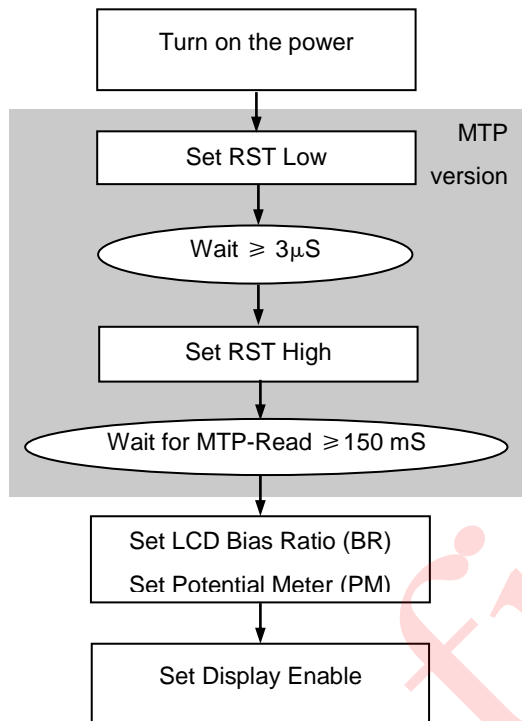 Turn on the power
MTP
version
Set RST Low
Wait ≥ 3μS
Set RST High
Wait for MTP-Read ≥150 mS
Set LCD Bias Ratio (BR)
Set Potential Meter (PM)
Set Display Enable